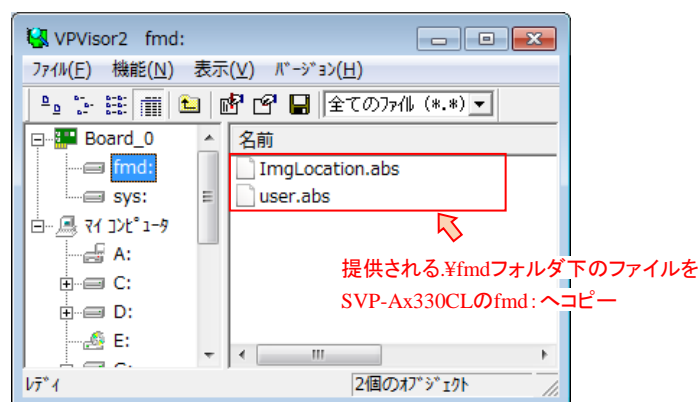 VPVisor2 fmd:
ﾌｧｲﾙ(F) 機能(N) 表示(V) ﾊﾞｰｼﾞｮﾝ(H)
全てのﾌｧｲﾙ (*.*)
Board_0
fmd:
sys:
ﾏｲ ｺﾝﾋﾟｭｰﾀ
A:
C:
D:
E:
名前
ImgLocation.abs
user.abs
提供される.¥fmdフォルダ下のファイルを
SVP-Ax330CLのfmd:へコピー
ﾚﾃﾞｨ
2個のｵﾌﾞｼﾞｪｸﾄ